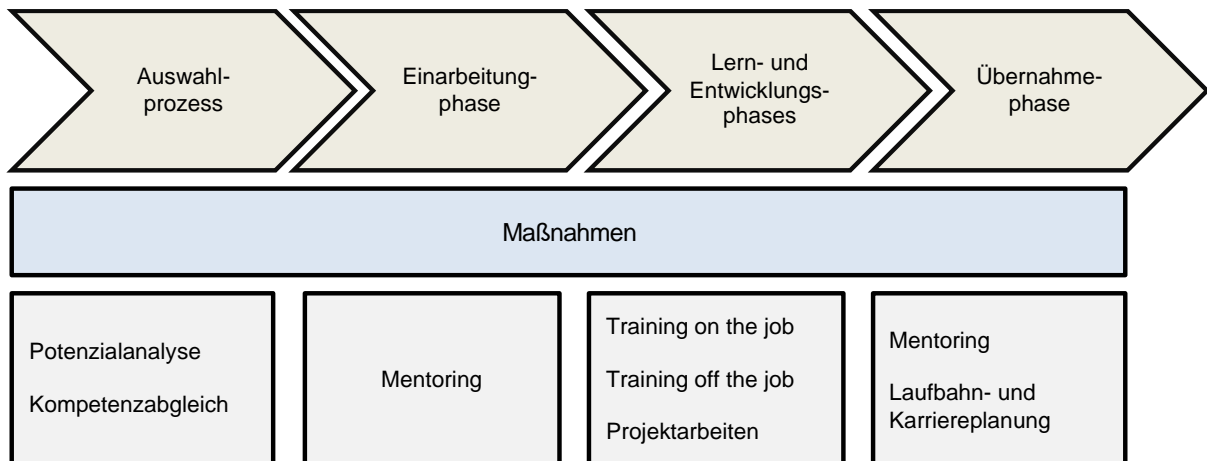 Auswahl-
prozess
Einarbeitung-
phase
Lern- und
Entwicklungs-
phases
Übernahme-
phase
Maßnahmen
Potenzialanalyse
Kompetenzabgleich
Mentoring
Training on the job
Training off the job
Projektarbeiten
Mentoring
Laufbahn- und
Karriereplanung